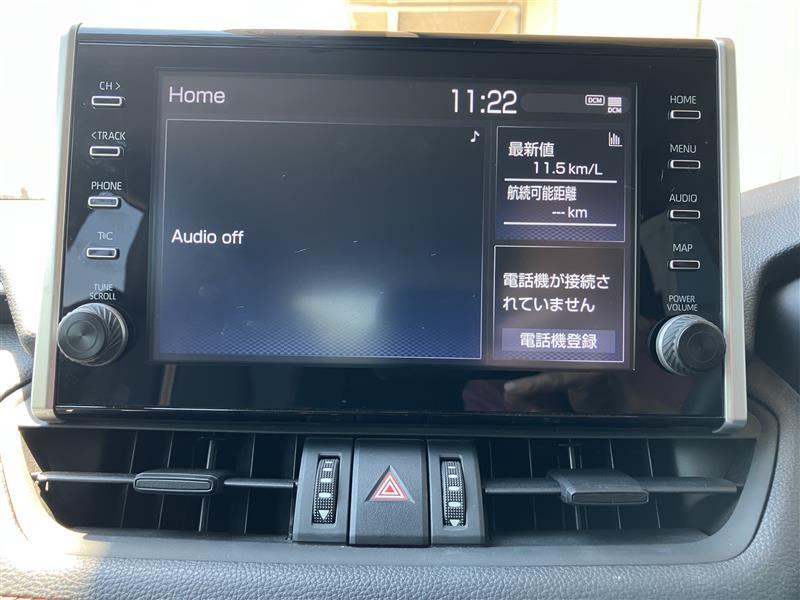 CH >
< TRACK
PHONE
T C
TUNE
SCROLL
Home
11:22
DCM
DCM
Audio off
最新値
11.5 km/L
航続可能距離
--- km
電話機が接続さ
れていません
電話機登録
HOME
MENU
AUDIO
MAP
POWER
VOLUME